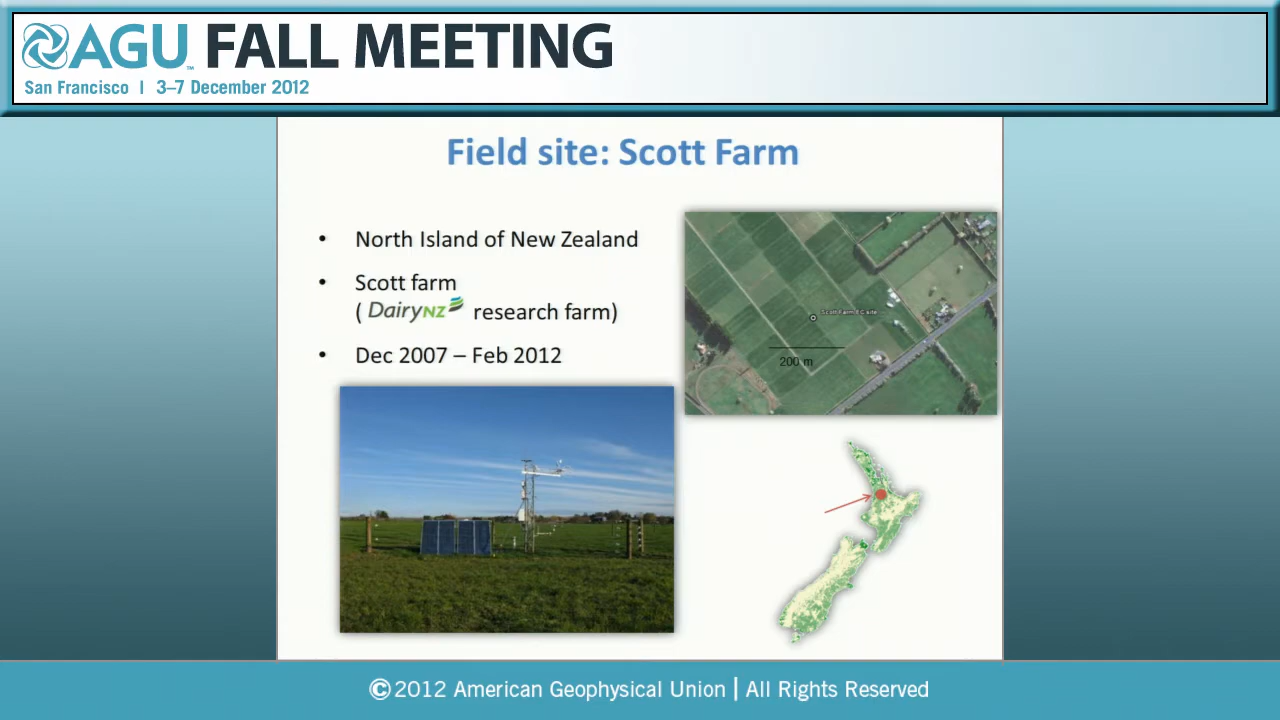 AGU FALL MEETING
San Francisco | 3–7 December 2012
Field site: Scott Farm
• North Island of New Zealand
• Scott farm
( DairyNZ research farm)
• Dec 2007 – Feb 2012
Scott Farm EC site
200 m
©2012 American Geophysical Union | All Rights Reserved